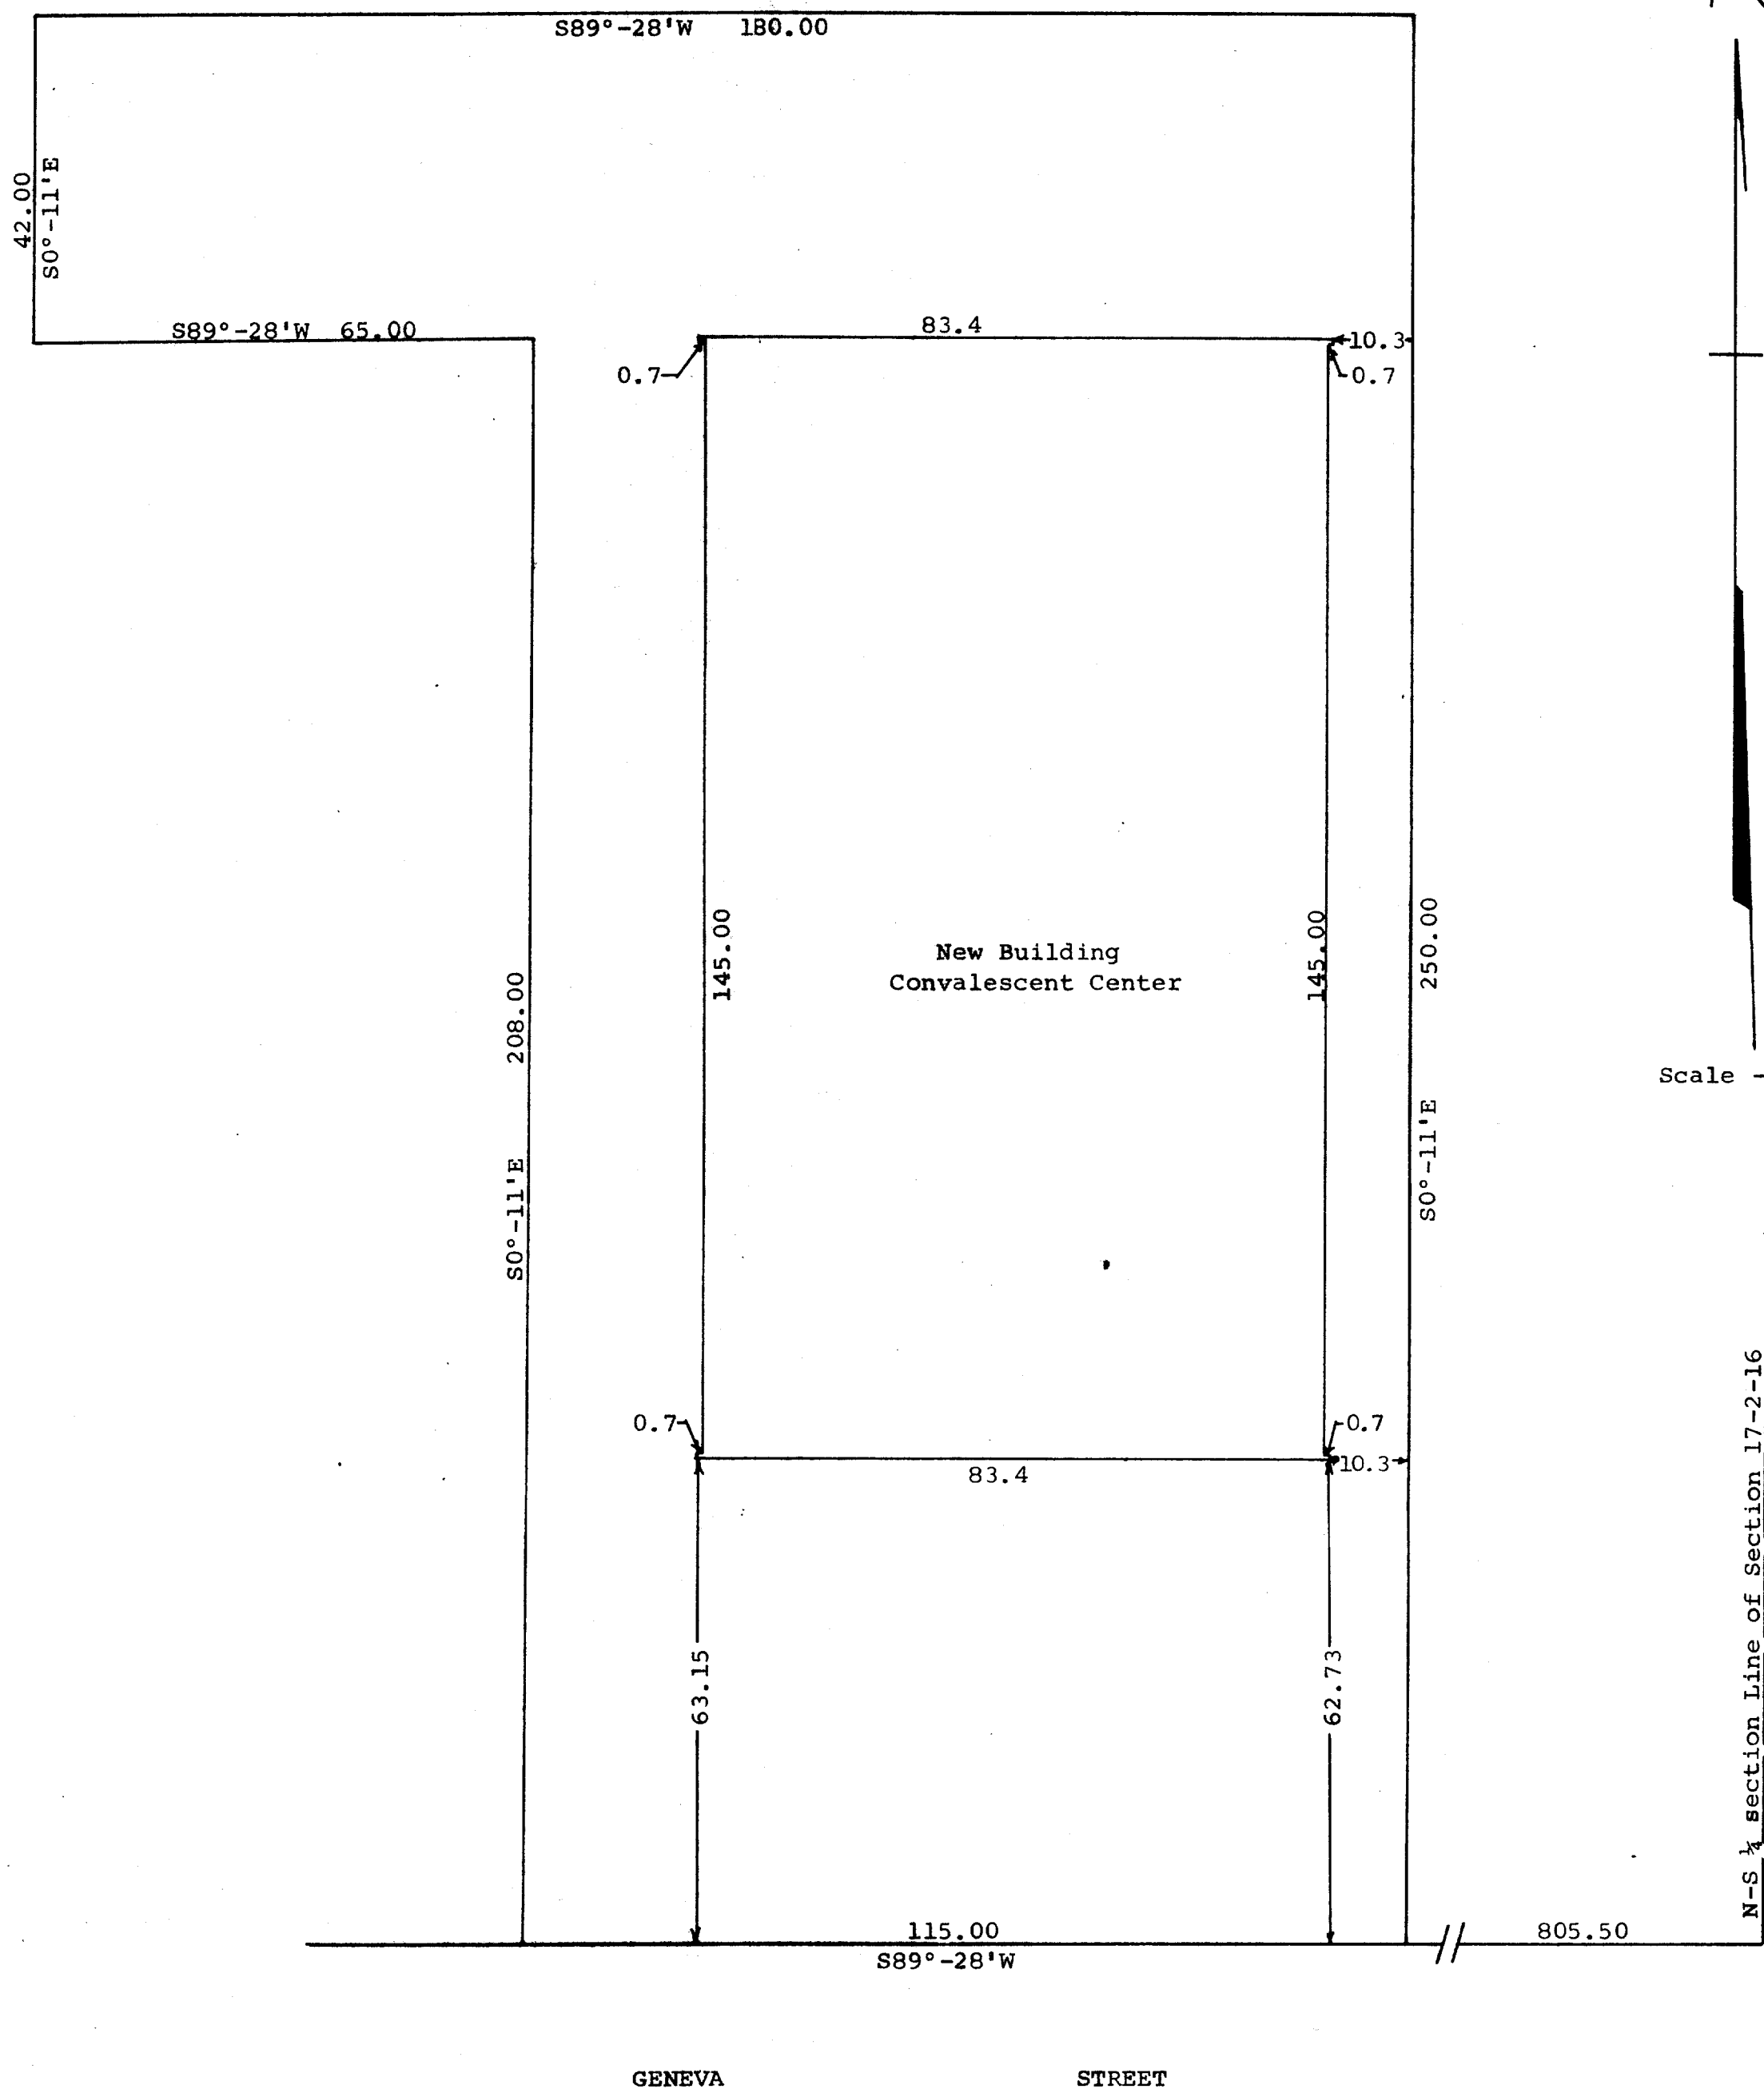 S89°-28'W 180.00
42.00
S0°-11'E
S89°-28'W 65.00
83.4
10.3
0.7
0.7
145.00
New Building
Convalescent Center
145.00
250.00
S0°-11'E
208.00
S0°-11'E
Scale -
0.7
0.7
83.4
10.3
63.15
62.73
N-S ¼ section Line of Section 17-2-16
115.00
S89°-28'W
805.50
GENEVA STREET